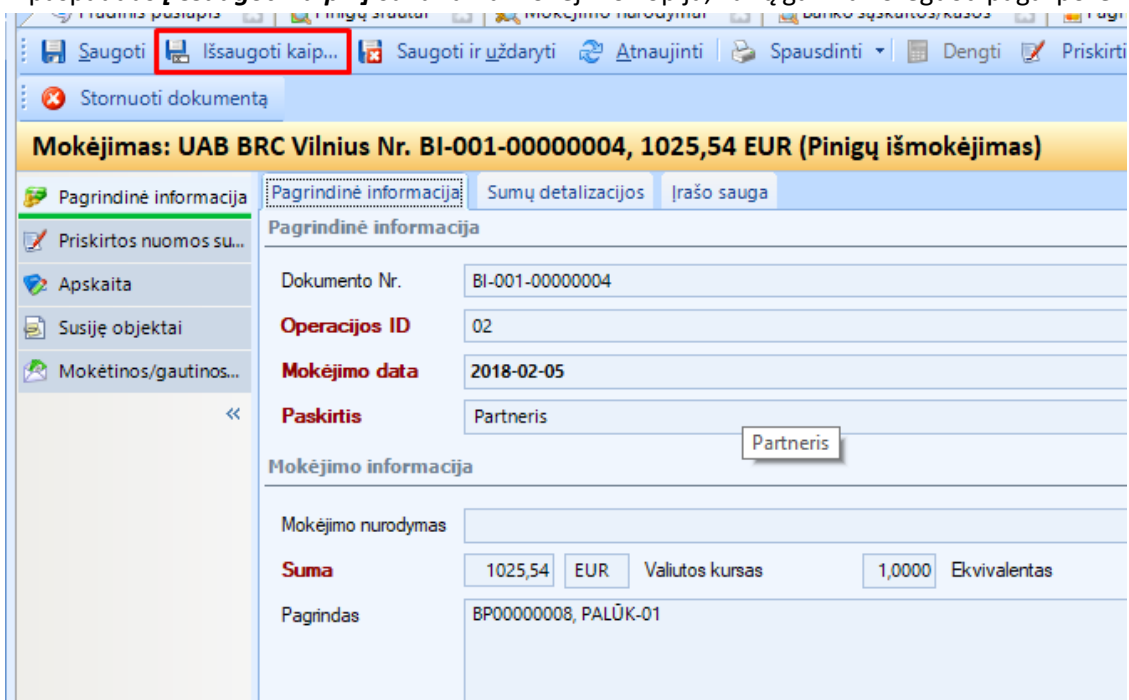 Saugoti Išsaugoti kaip... Saugoti ir uždaryti Atnaujinti Spausdinti Dengti Priskirti
Stornuoti dokumentą
Mokėjimas: UAB BRC Vilnius Nr. BI-001-00000004, 1025,54 EUR (Pinigų išmokėjimas)
Pagrindinė informacija
Priskirtos nuomos su...
Apskaita
Susiję objektai
Mokėtinos/gautinos...
«
Pagrindinė informacija Sumų detalizacijos Įrašo sauga
Pagrindinė informacija
Dokumento Nr. BI-001-00000004
Operacijos ID 02
Mokėjimo data 2018-02-05
Paskirtis Partneris
Partneris
Mokėjimo informacija
Mokėjimo nurodymas
Suma 1025,54 EUR Valiutos kursas 1,0000 Ekvivalentas
Pagrindas BP00000008, PALŪK-01